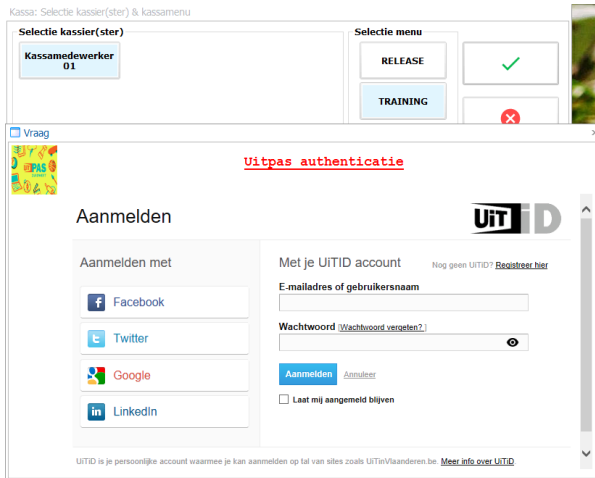 Kassa: Selectie kassier(ster) & kassamenu
Selectie kassier(ster)
Selectie menu
Kassamedewerker
01
RELEASE
TRAINING
Vraag
UiTPAS
Uitpas authenticatie
Aanmelden
UiT iD
Aanmelden met
Met je UiTID account
Nog geen UiTID? Registreer hier
E-mailadres of gebruikersnaam
Facebook
Wachtwoord [Wachtwoord vergeten? ]
Twitter
Google
Aanmelden Annuleer
LinkedIn
Laat mij aangemeld blijven
UiTiD is je persoonlijke account waarmee je kan aanmelden op tal van sites zoals UiTinVlaanderen.be. Meer info over UiTiD